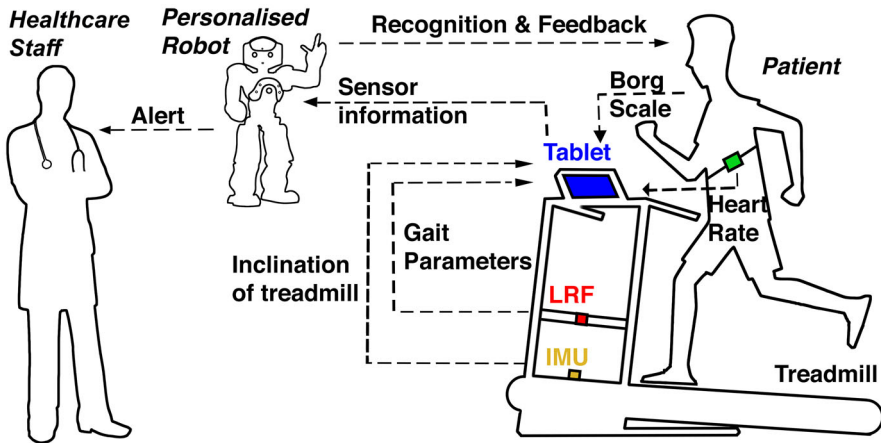 Healthcare
Staff
Personalised
Robot
Recognition & Feedback
Patient
Borg
Scale
Sensor
information
Alert
Tablet
Heart
Rate
Gait
Parameters
Inclination
of treadmill
LRF
IMU
Treadmill